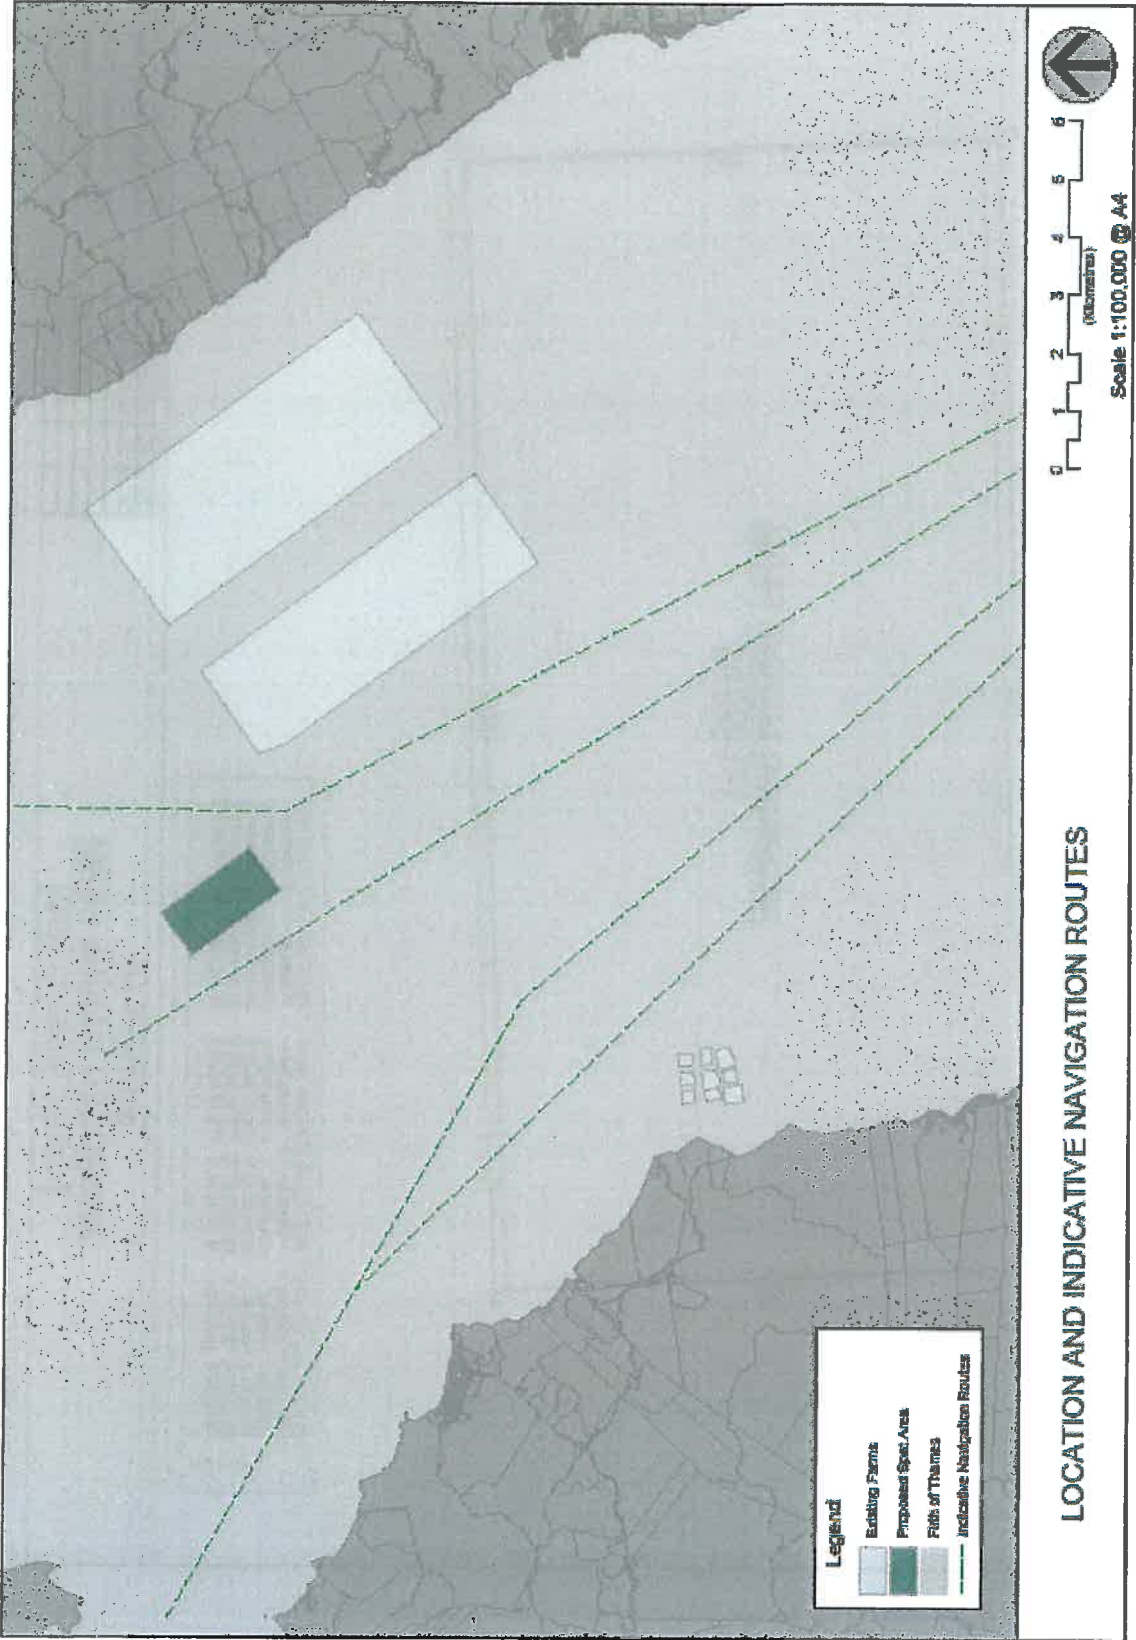 Legend
Existing Farms
Proposed Spat Area
Firth of Thames
Indicative Navigation Routes
LOCATION AND INDICATIVE NAVIGATION ROUTES
0 1 2 3 4 5 6
(Kilometres)
Scale 1:100,000 @ A4